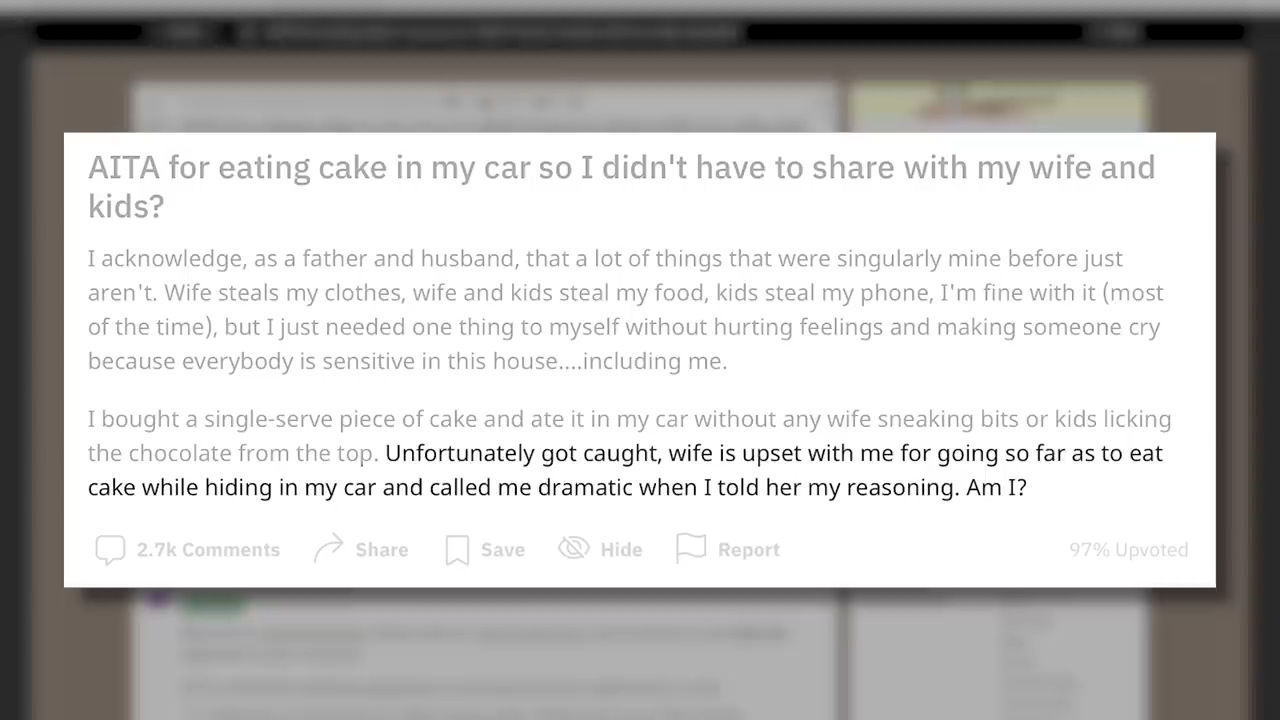 AITA for eating cake in my car so I didn't have to share with my wife and
kids?
I acknowledge, as a father and husband, that a lot of things that were singularly mine before just
aren't. Wife steals my clothes, wife and kids steal my food, kids steal my phone, I'm fine with it (most
of the time), but I just needed one thing to myself without hurting feelings and making someone cry
because everybody is sensitive in this house....including me.
I bought a single-serve piece of cake and ate it in my car without any wife sneaking bits or kids licking
the chocolate from the top. Unfortunately got caught, wife is upset with me for going so far as to eat
cake while hiding in my car and called me dramatic when I told her my reasoning. Am I?
2.7k Comments Share Save Hide Report 97% Upvoted